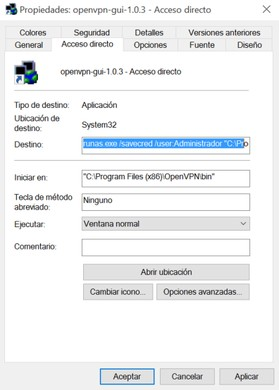 Propiedades: openvpn-gui-1.0.3 - Acceso directo
Colores Seguridad Detalles Versiones anteriores
General Acceso directo Opciones Fuente Diseño
openvpn-gui-1.0.3 - Acceso directo
Tipo de destino: Aplicación
Ubicación de destino: System32
Destino: runas.exe /savecred /user:Administrador "C:\Pro
Iniciar en: "C:\Program Files (x86)\OpenVPN\bin"
Tecla de método abreviado: Ninguno
Ejecutar: Ventana normal
Comentario:
Abrir ubicación
Cambiar icono... Opciones avanzadas...
Aceptar Cancelar Aplicar